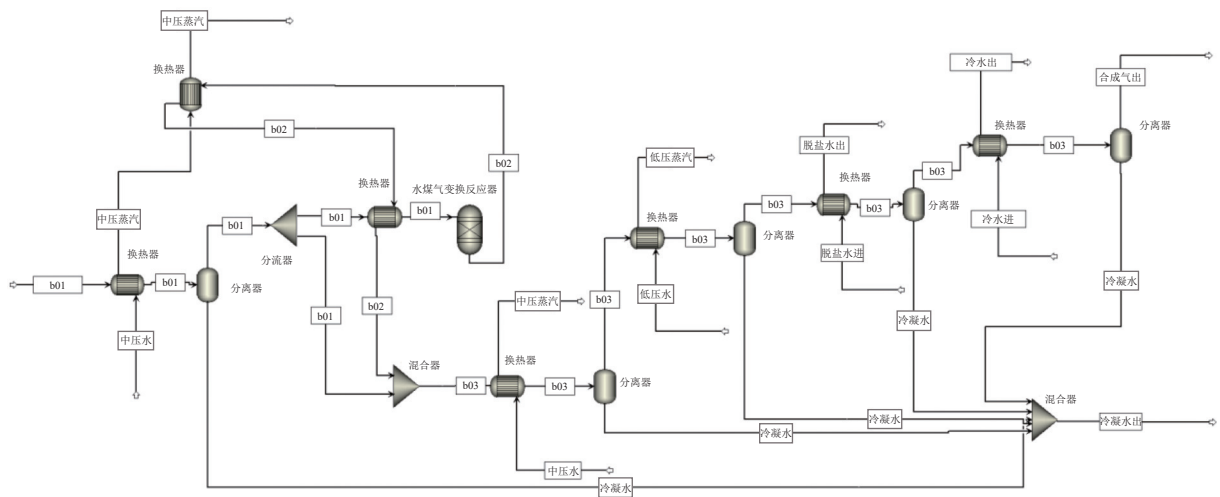 中压蒸汽
换热器
b02
b02
中压蒸汽
换热器
b01
b01
中压水
分离器
b01
分流器
b01
b01
换热器
b01
水煤气变换反应器
b02
混合器
b03
中压蒸汽
换热器
b03
中压水
分离器
b03
低压蒸汽
换热器
b03
低压水
分离器
b03
脱盐水出
换热器
b03
脱盐水进
分离器
b03
冷水出
换热器
b03
冷水进
合成气出
分离器
冷凝水
冷凝水
冷凝水
冷凝水
冷凝水
混合器
冷凝水出